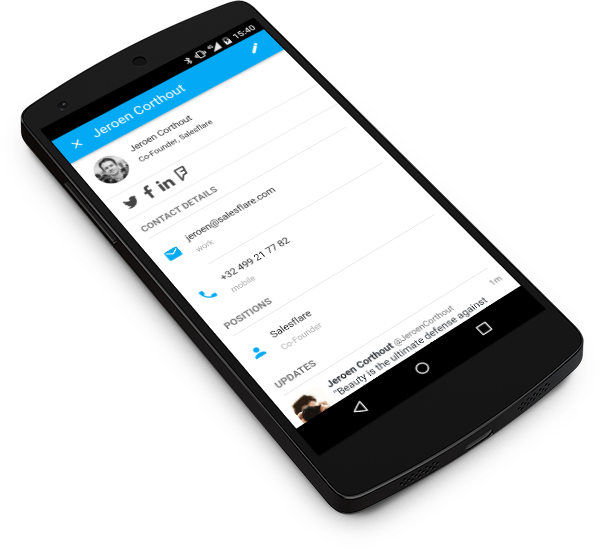 15:40
Jeroen Corthout
Jeroen Corthout
Co-Founder, Salesflare
CONTACT DETAILS
jeroen@salesflare.com
work
+32 499 21 77 82
mobile
POSITIONS
Salesflare
Co-Founder
UPDATES
Jeroen Corthout @JeroenCorthout 1m
"Beauty is the ultimate defense against